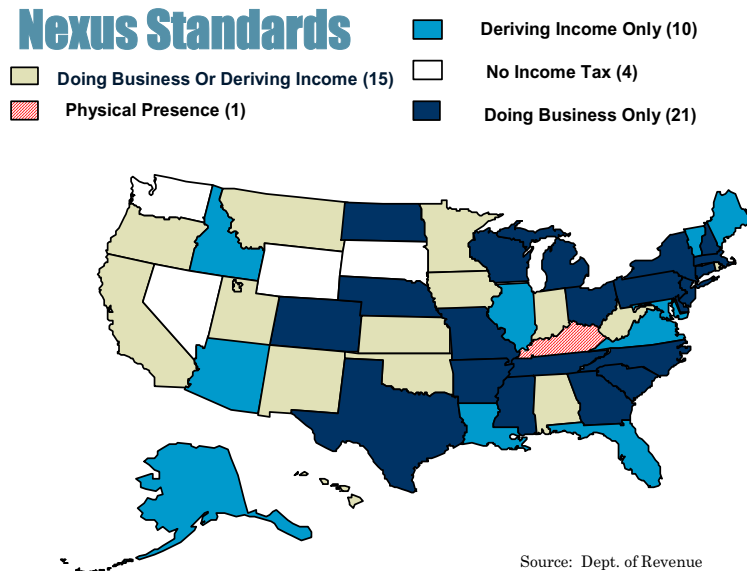 Nexus Standards
Deriving Income Only (10)
Doing Business Or Deriving Income (15)
No Income Tax (4)
Physical Presence (1)
Doing Business Only (21)
Source: Dept. of Revenue